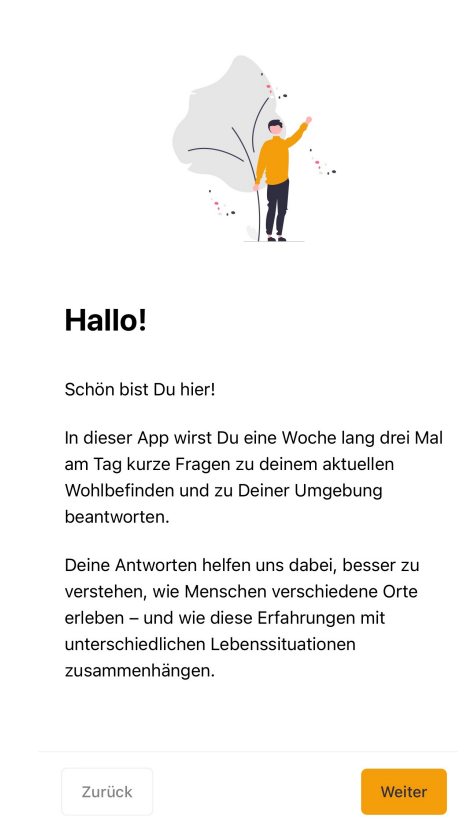 Hallo!
Schön bist Du hier!
In dieser App wirst Du eine Woche lang drei Mal
am Tag kurze Fragen zu deinem aktuellen
Wohlbefinden und zu Deiner Umgebung
beantworten.
Deine Antworten helfen uns dabei, besser zu
verstehen, wie Menschen verschiedene Orte
erleben – und wie diese Erfahrungen mit
unterschiedlichen Lebenssituationen
zusammenhängen.
Zurück
Weiter